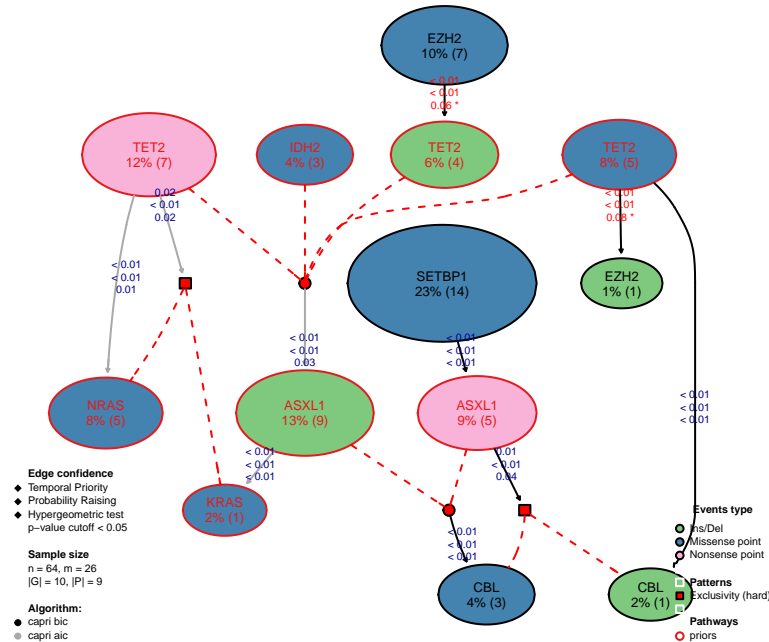 EZH2
10% (7)
< 0.01
< 0.01
0.06 *
TET2
12% (7)
IDH2
4% (3)
TET2
6% (4)
TET2
8% (5)
0.02
< 0.01
0.02
< 0.01
< 0.01
0.08 *
SETBP1
23% (14)
EZH2
1% (1)
< 0.01
< 0.01
0.01
< 0.01
< 0.01
0.03
< 0.01
< 0.01
< 0.01
< 0.01
< 0.01
< 0.01
NRAS
8% (5)
ASXL1
13% (9)
ASXL1
9% (5)
< 0.01
< 0.01
< 0.01
0.01
< 0.01
0.04
KRAS
2% (1)
< 0.01
< 0.01
< 0.01
CBL
4% (3)
CBL
2% (1)
Edge confidence
Temporal Priority
Probability Raising
Hypergeometric test
p−value cutoff < 0.05
Sample size
n = 64, m = 26
|G| = 10, |P| = 9
Algorithm:
capri bic
capri aic
Events type
Ins/Del
Missense point
Nonsense point
Patterns
Exclusivity (hard)
Pathways
priors